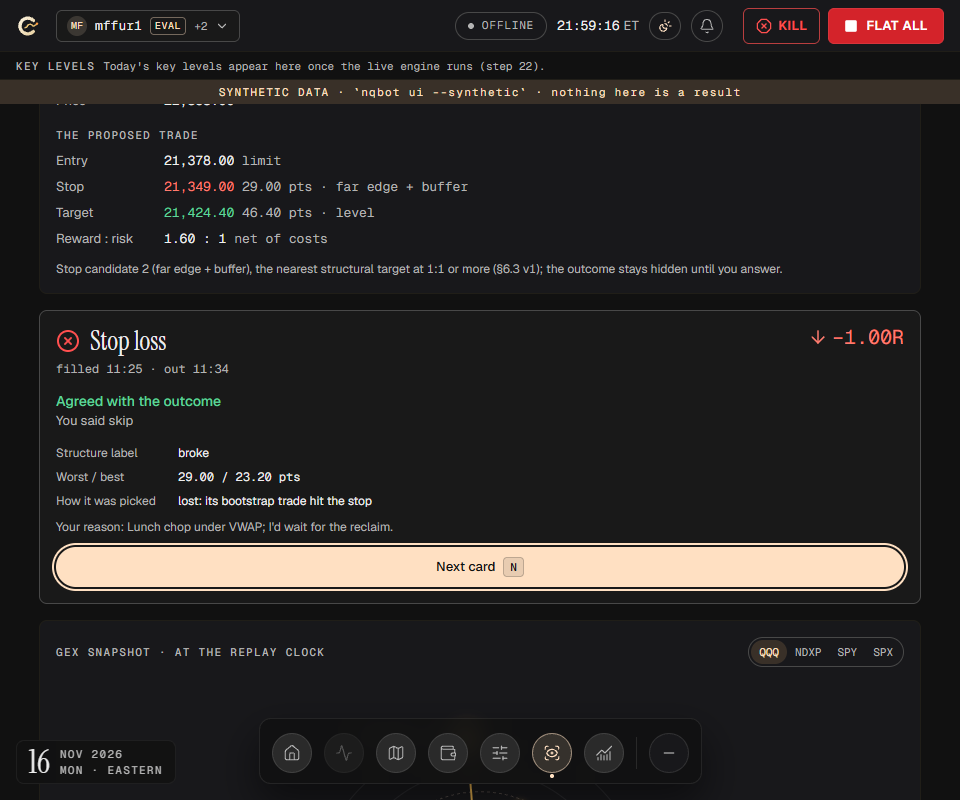 MF mffur1 EVAL +2
OFFLINE
21:59:16 ET
KILL
FLAT ALL
KEY LEVELS Today's key levels appear here once the live engine runs (step 22).
SYNTHETIC DATA · `nqbot ui --synthetic` · nothing here is a result
THE PROPOSED TRADE
Entry 21,378.00 limit
Stop 21,349.00 29.00 pts · far edge + buffer
Target 21,424.40 46.40 pts · level
Reward : risk 1.60 : 1 net of costs
Stop candidate 2 (far edge + buffer), the nearest structural target at 1:1 or more (§6.3 v1); the outcome stays hidden until you answer.
Stop loss
−1.00R
filled 11:25 · out 11:34
Agreed with the outcome
You said skip
Structure label broke
Worst / best 29.00 / 23.20 pts
How it was picked lost: its bootstrap trade hit the stop
Your reason: Lunch chop under VWAP; I'd wait for the reclaim.
Next card N
GEX SNAPSHOT · AT THE REPLAY CLOCK
QQQ NDXP SPY SPX
16 NOV 2026
MON · EASTERN